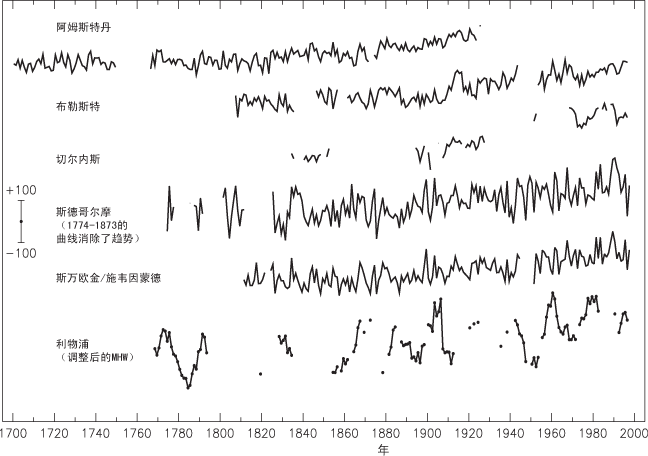 阿姆斯特丹
布勒斯特
切尔内斯
+100
-100
斯德哥尔摩
(1774-1873的
曲线消除了趋势)
斯万欧金/施韦因蒙德
利物浦
(调整后的MHW)
1700 1720 1740 1760 1780 1800 1820 1840 1860 1880 1900 1920 1940 1960 1980 2000
年